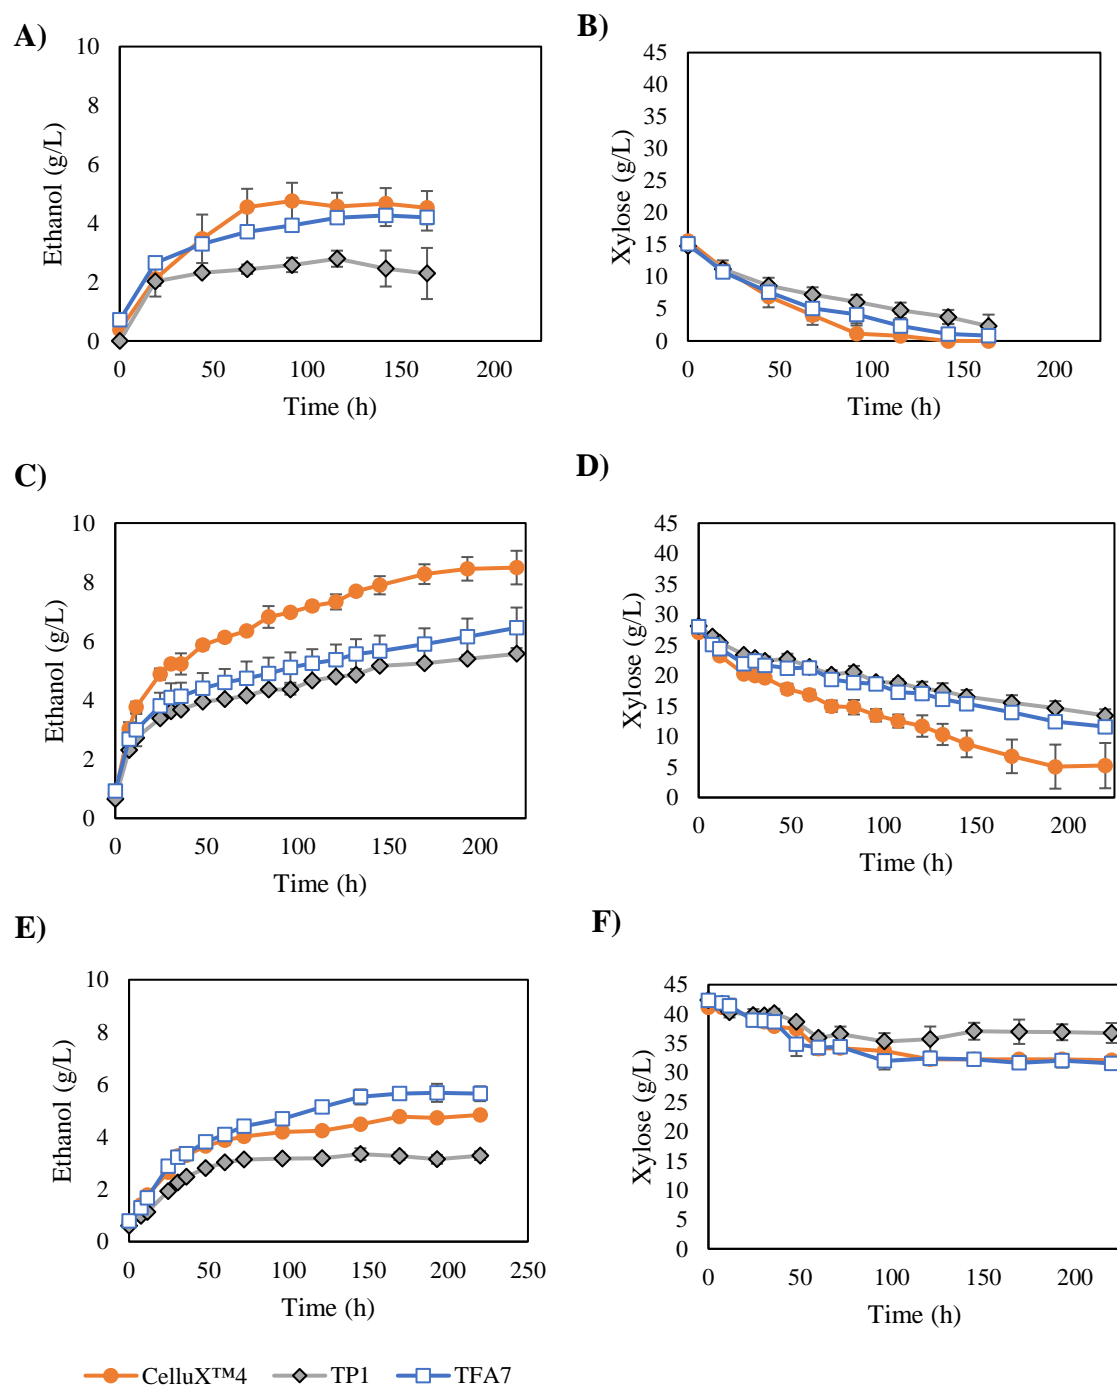 A)
10
8
6
4
2
0
Ethanol (g/L)
0 50 100 150 200
Time (h)
B)
45
40
35
30
25
20
15
10
5
0
Xylose (g/L)
0 50 100 150 200
Time (h)
C)
10
8
6
4
2
0
Ethanol (g/L)
0 50 100 150 200
Time (h)
D)
45
40
35
30
25
20
15
10
5
0
Xylose (g/L)
0 50 100 150 200
Time (h)
E)
10
8
6
4
2
0
Ethanol (g/L)
0 50 100 150 200 250
Time (h)
F)
45
40
35
30
25
20
15
10
5
0
Xylose (g/L)
0 50 100 150 200
Time (h)
CelluX™4 TP1 TFA7